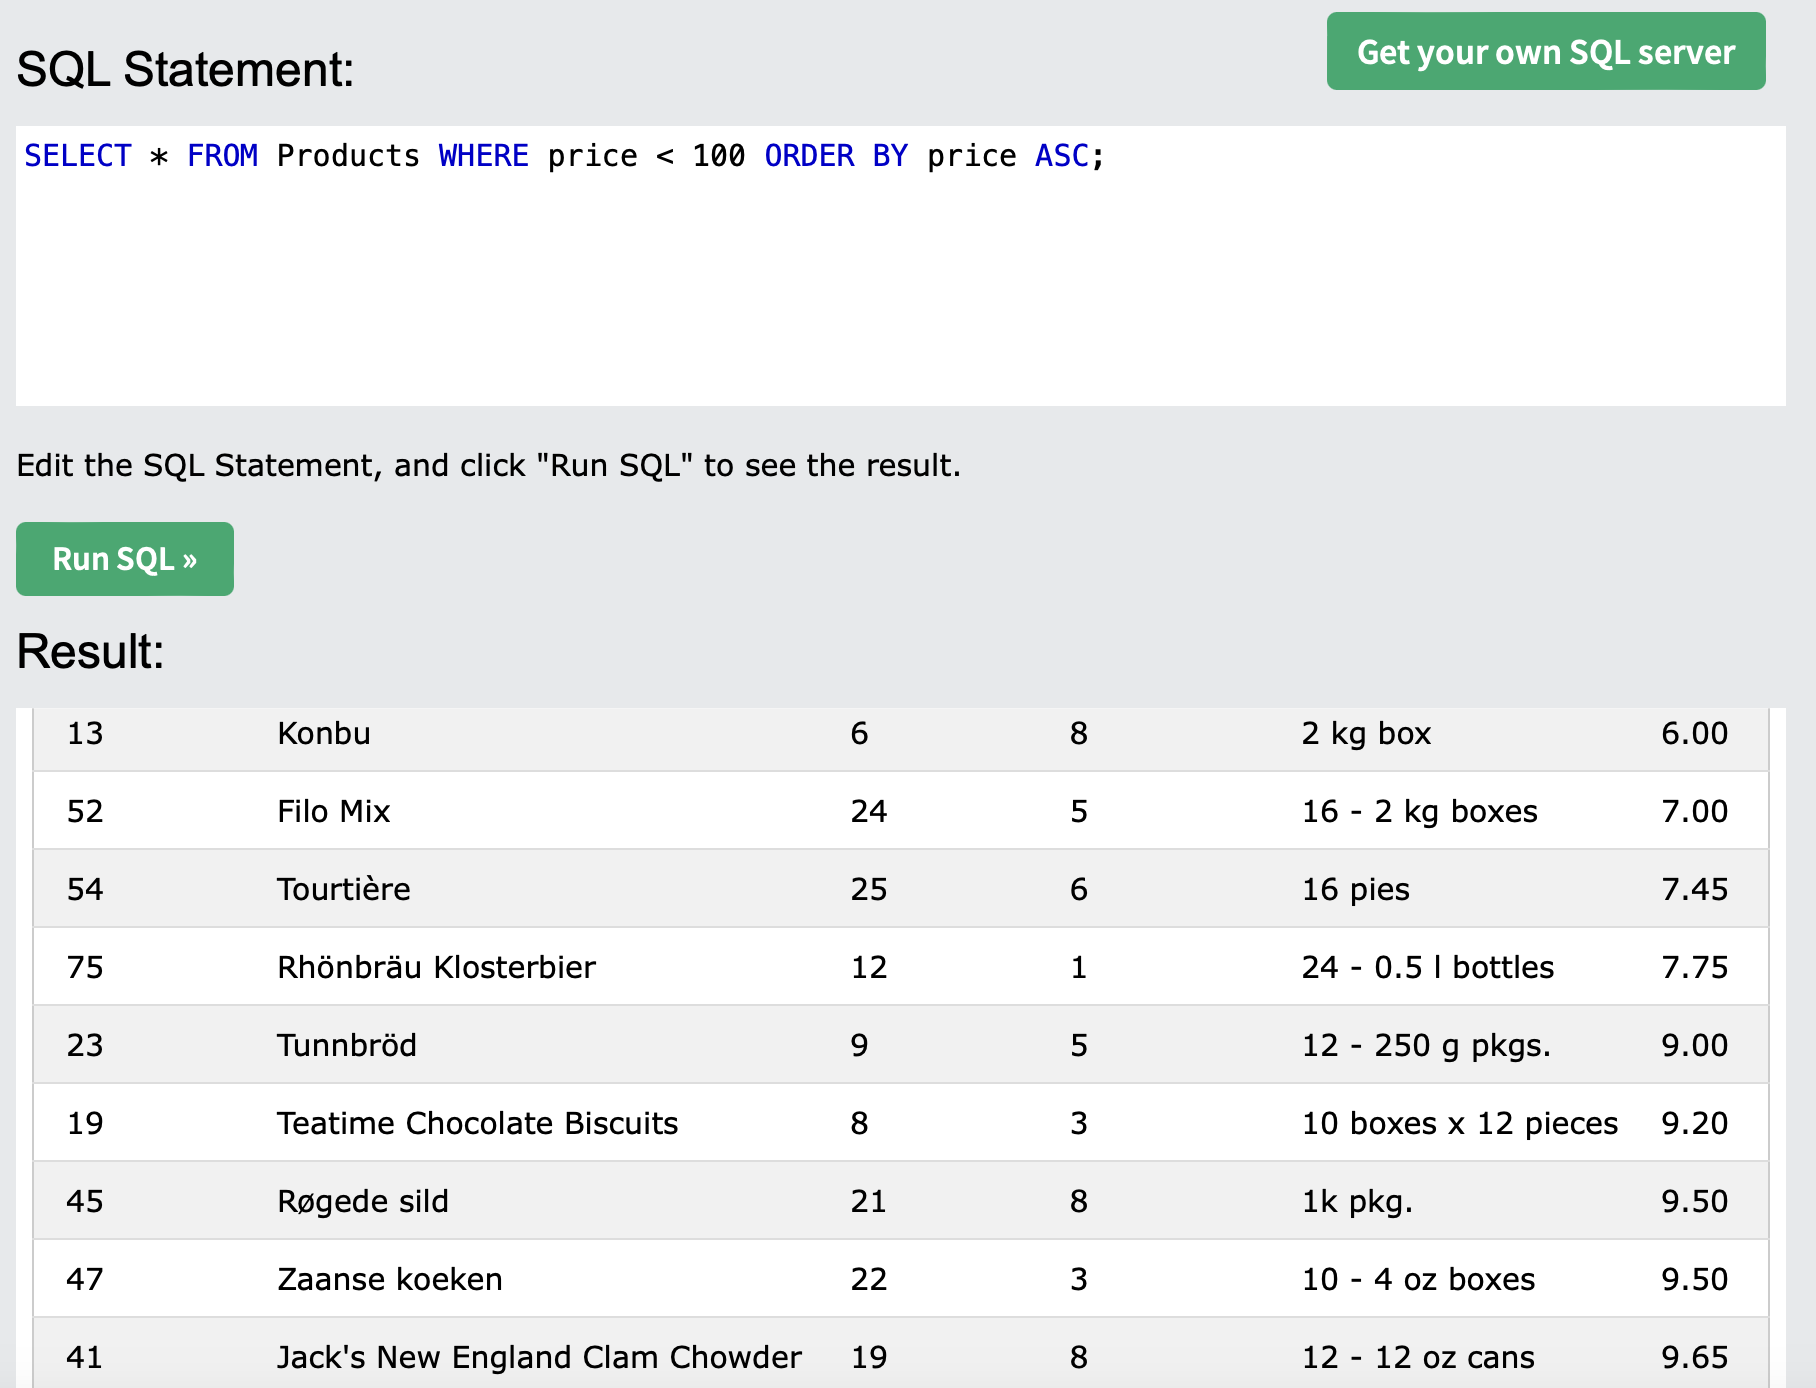 SQL Statement:
Get your own SQL server
SELECT * FROM Products WHERE price < 100 ORDER BY price ASC;
Edit the SQL Statement, and click "Run SQL" to see the result.
Run SQL »
Result:
13 Konbu 6 8 2 kg box 6.00
52 Filo Mix 24 5 16 - 2 kg boxes 7.00
54 Tourtière 25 6 16 pies 7.45
75 Rhönbräu Klosterbier 12 1 24 - 0.5 l bottles 7.75
23 Tunnbröd 9 5 12 - 250 g pkgs. 9.00
19 Teatime Chocolate Biscuits 8 3 10 boxes x 12 pieces 9.20
45 Røgede sild 21 8 1k pkg. 9.50
47 Zaanse koeken 22 3 10 - 4 oz boxes 9.50
41 Jack's New England Clam Chowder 19 8 12 - 12 oz cans 9.65